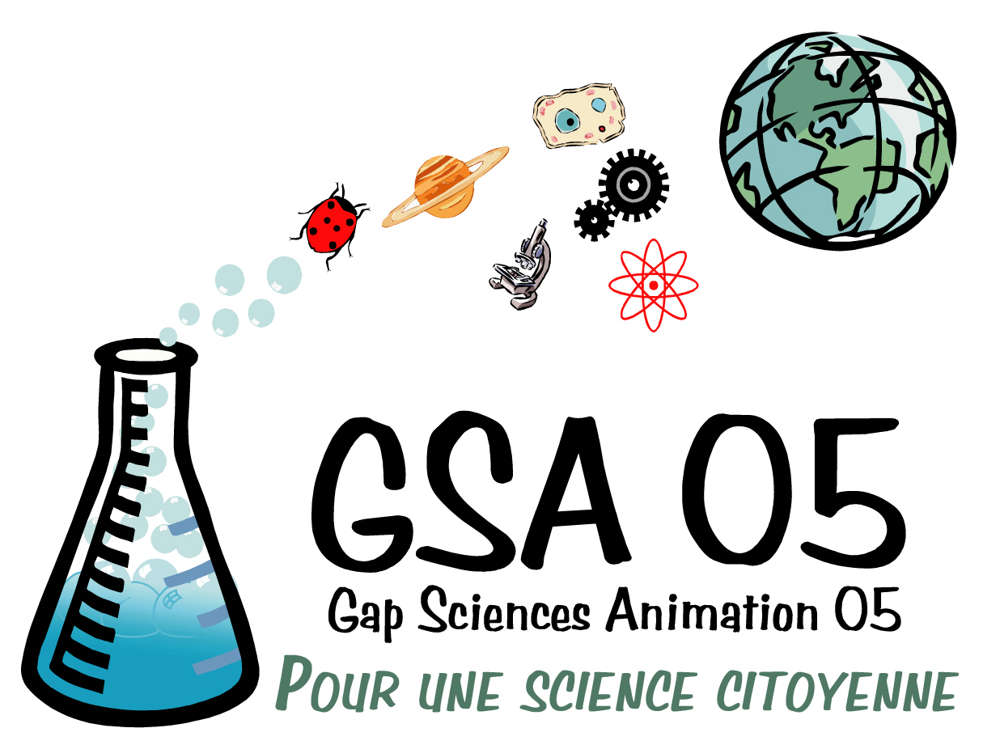 GSA 05
Gap Sciences Animation 05
Pour une science citoyenne